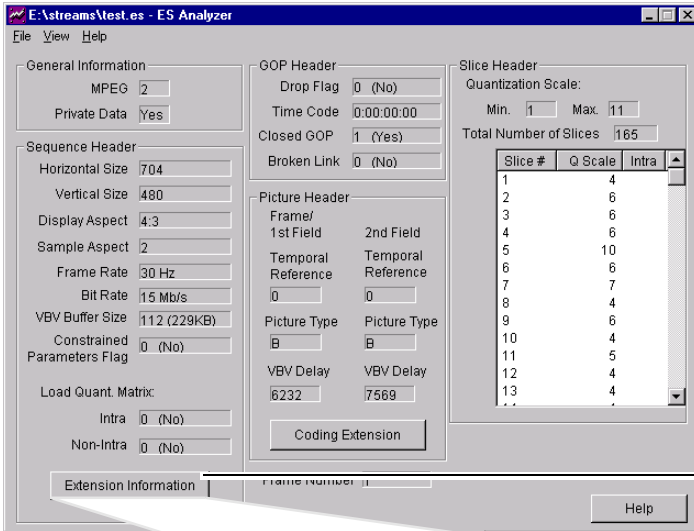 E:\streams\test.es - ES Analyzer
File View Help
General Information
MPEG 2
Private Data Yes
Sequence Header
Horizontal Size 704
Vertical Size 480
Display Aspect 4:3
Sample Aspect 2
Frame Rate 30 Hz
Bit Rate 15 Mb/s
VBV Buffer Size 112 (229KB)
Constrained
Parameters Flag 0 (No)
Load Quant. Matrix:
Intra 0 (No)
Non-Intra 0 (No)
Extension Information
GOP Header
Drop Flag 0 (No)
Time Code 0:00:00:00
Closed GOP 1 (Yes)
Broken Link 0 (No)
Picture Header
Frame/
1st Field 2nd Field
Temporal Temporal
Reference Reference
0 0
Picture Type Picture Type
B B
VBV Delay VBV Delay
6232 7569
Coding Extension
Frame Number
Slice Header
Quantization Scale:
Min. 1 Max. 11
Total Number of Slices 165
Slice # Q Scale Intra
1 4
2 6
3 6
4 6
5 10
6 6
7 7
8 4
9 6
10 4
11 5
12 4
13 4
Help